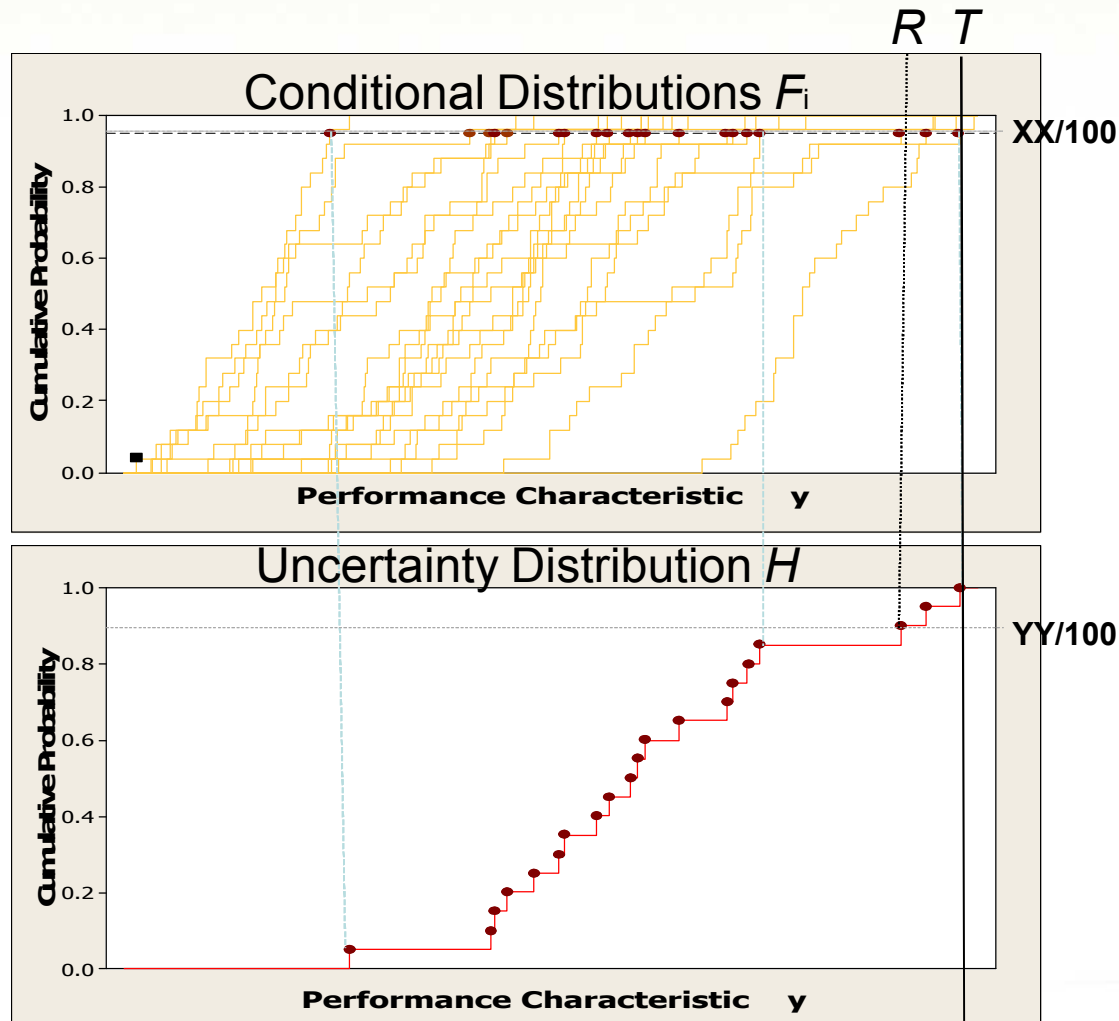 R T
Conditional Distributions Fi
1.0
XX/100
0.8
0.6
0.4
0.2
0.0
Cumulative Probability
Performance Characteristic y
Uncertainty Distribution H
1.0
YY/100
0.8
0.6
0.4
0.2
0.0
Cumulative Probability
Performance Characteristic y